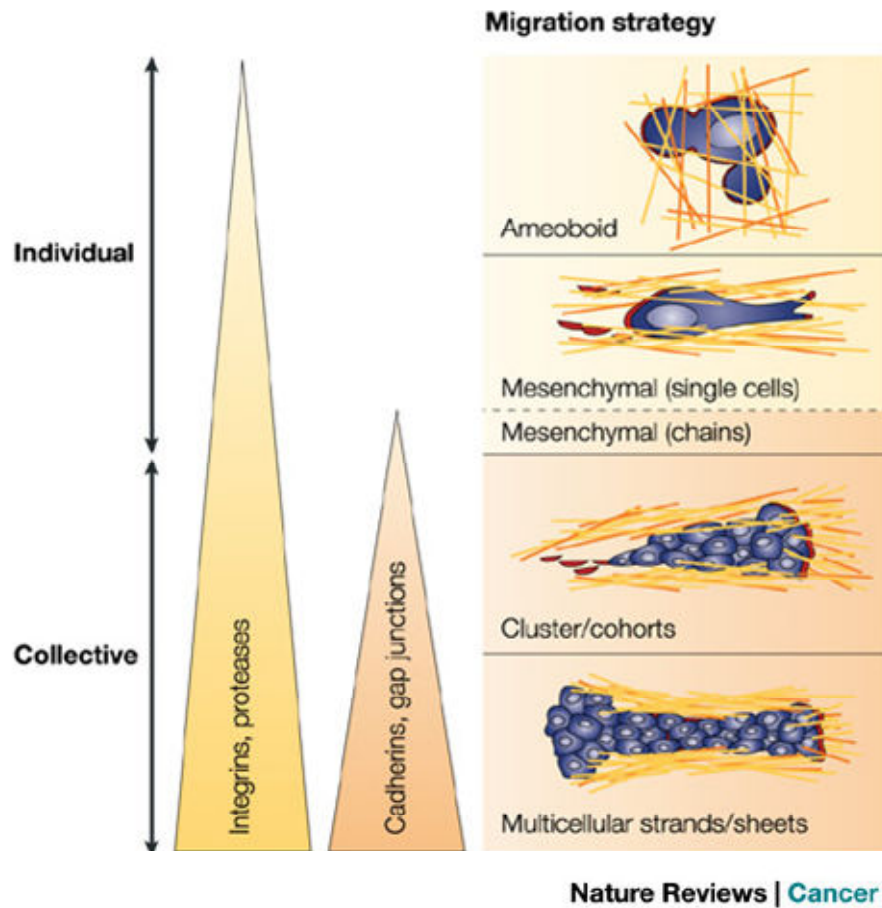 Migration strategy
Individual
Collective
Integrins, proteases
Cadherins, gap junctions
Ameoboid
Mesenchymal (single cells)
Mesenchymal (chains)
Cluster/cohorts
Multicellular strands/sheets
Nature Reviews | Cancer